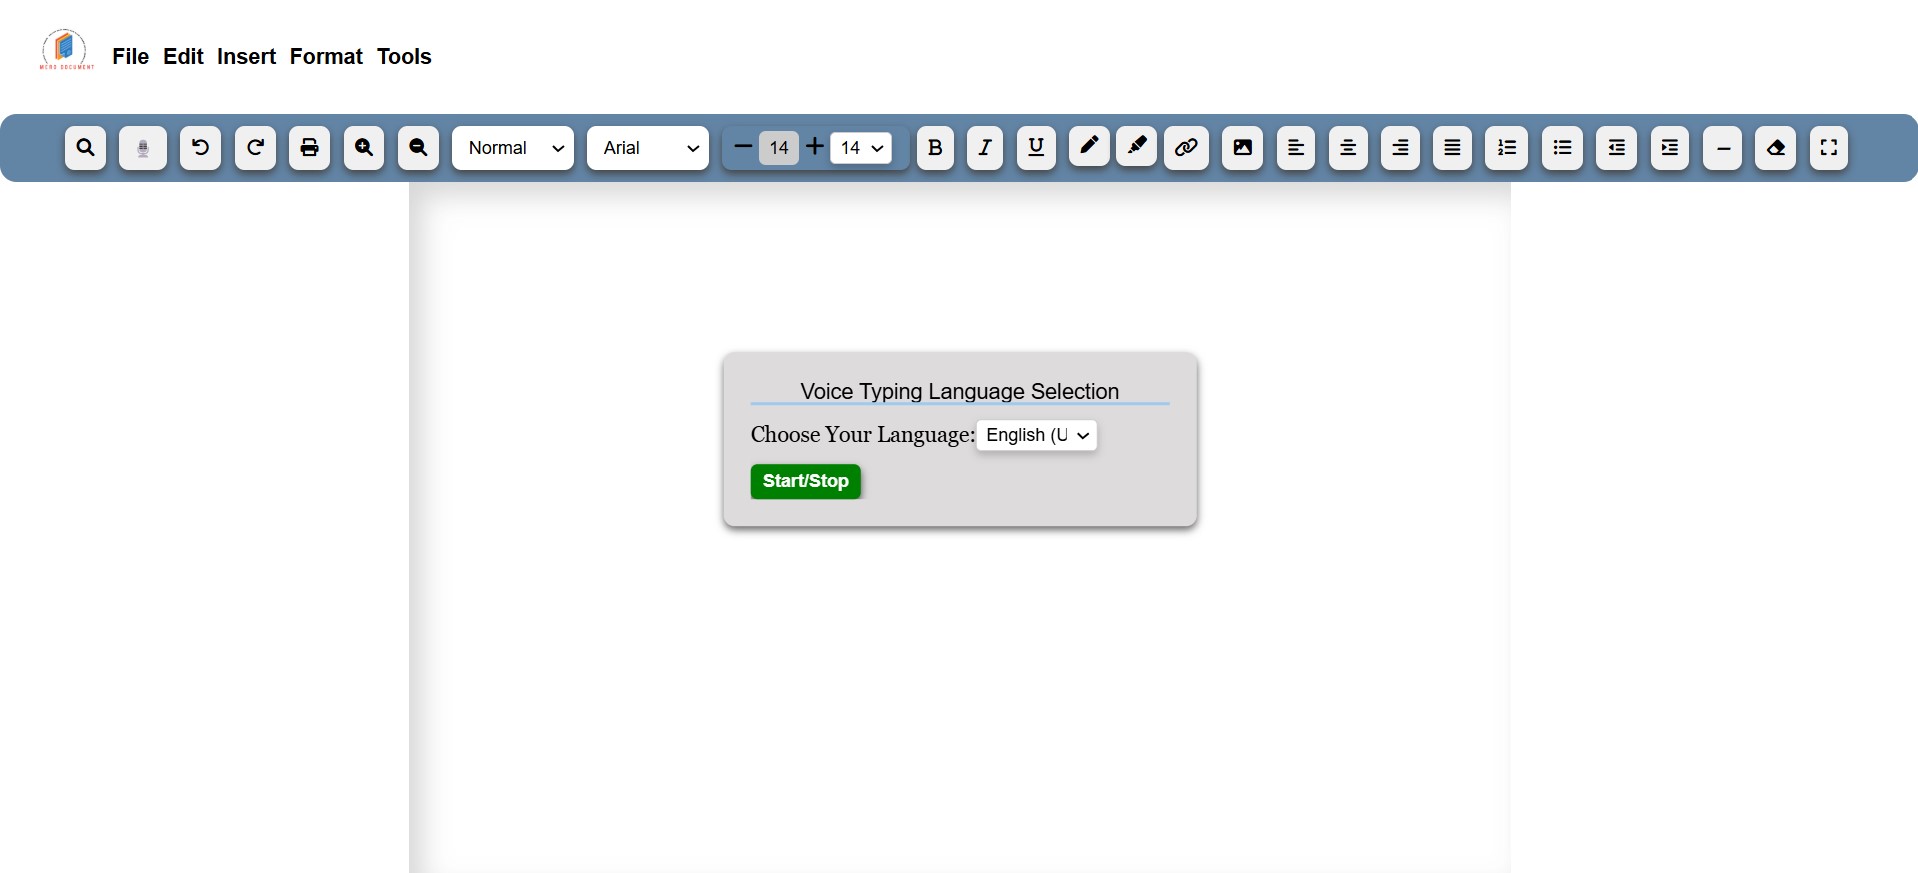 MCRO DOCUMENT
File Edit Insert Format Tools
Normal Arial 14 14 B I U
Voice Typing Language Selection
Choose Your Language: English (U
Start/Stop